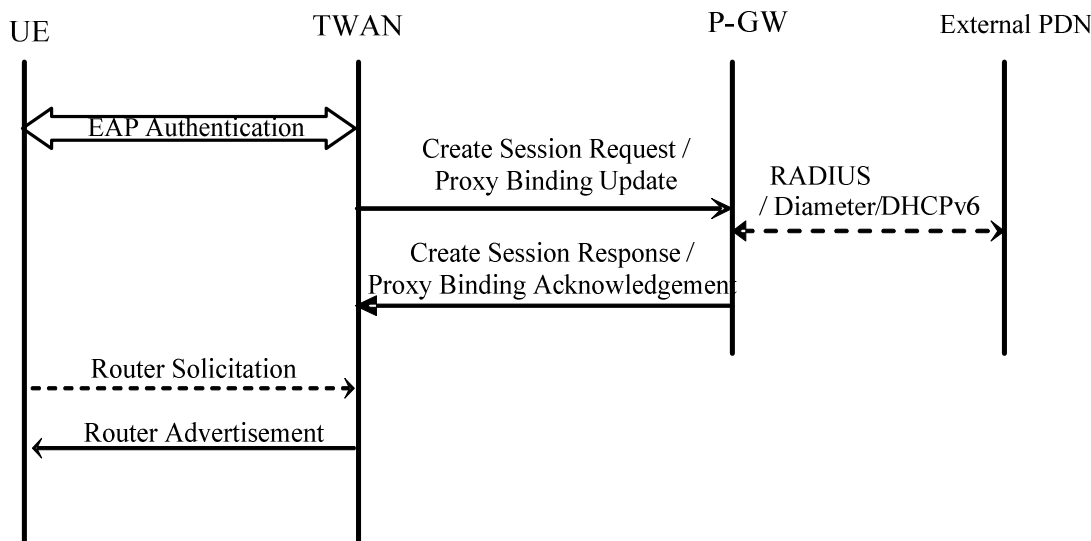 UE
TWAN
P-GW
External PDN
EAP Authentication
Create Session Request /
Proxy Binding Update
RADIUS
/ Diameter/DHCPv6
Create Session Response /
Proxy Binding Acknowledgement
Router Solicitation
Router Advertisement